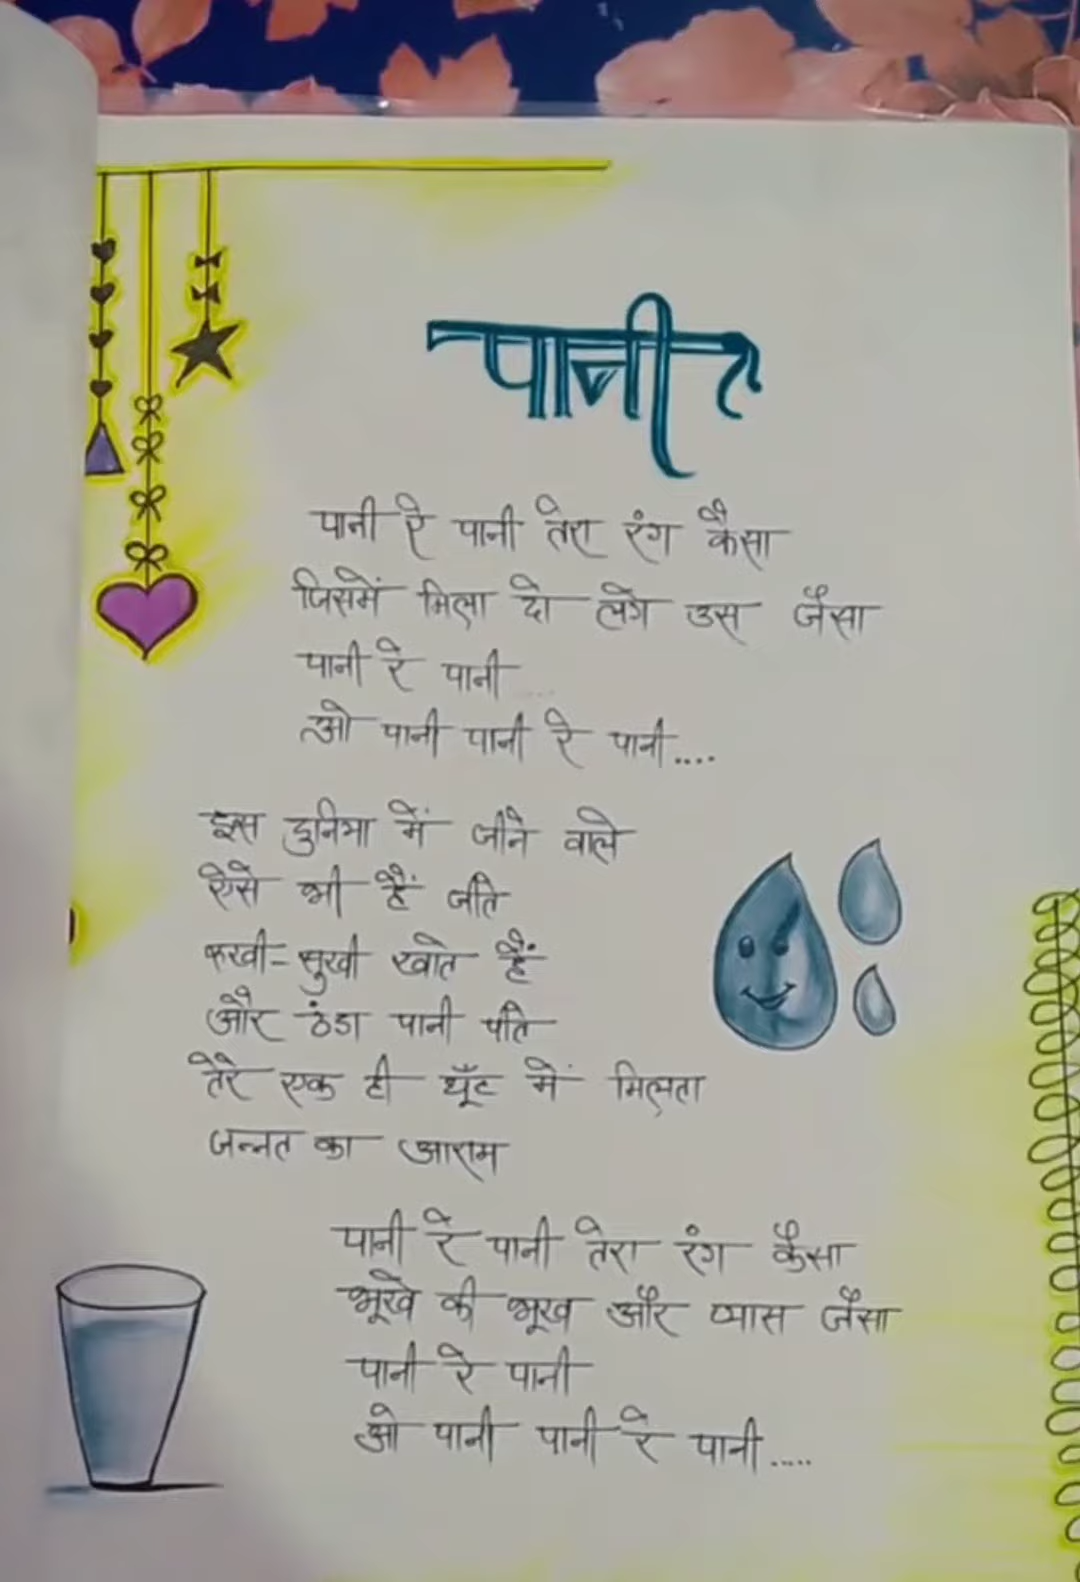 पानी
पानी रे पानी तेरा रंग कैसा
जिसमें मिला दो लगे उस जैसा
पानी रे पानी
ओ पानी पानी रे पानी....
इस दुनिया में जीने वाले
ऐसे भी हैं जीते
रूखी-सुखी खाते हैं
और ठंडा पानी पीते
तेरे एक ही घूँट में मिलता
जन्नत का आराम
पानी रे पानी तेरा रंग कैसा
भूखे की भूख और प्यास जैसा
पानी रे पानी
ओ पानी पानी रे पानी.....